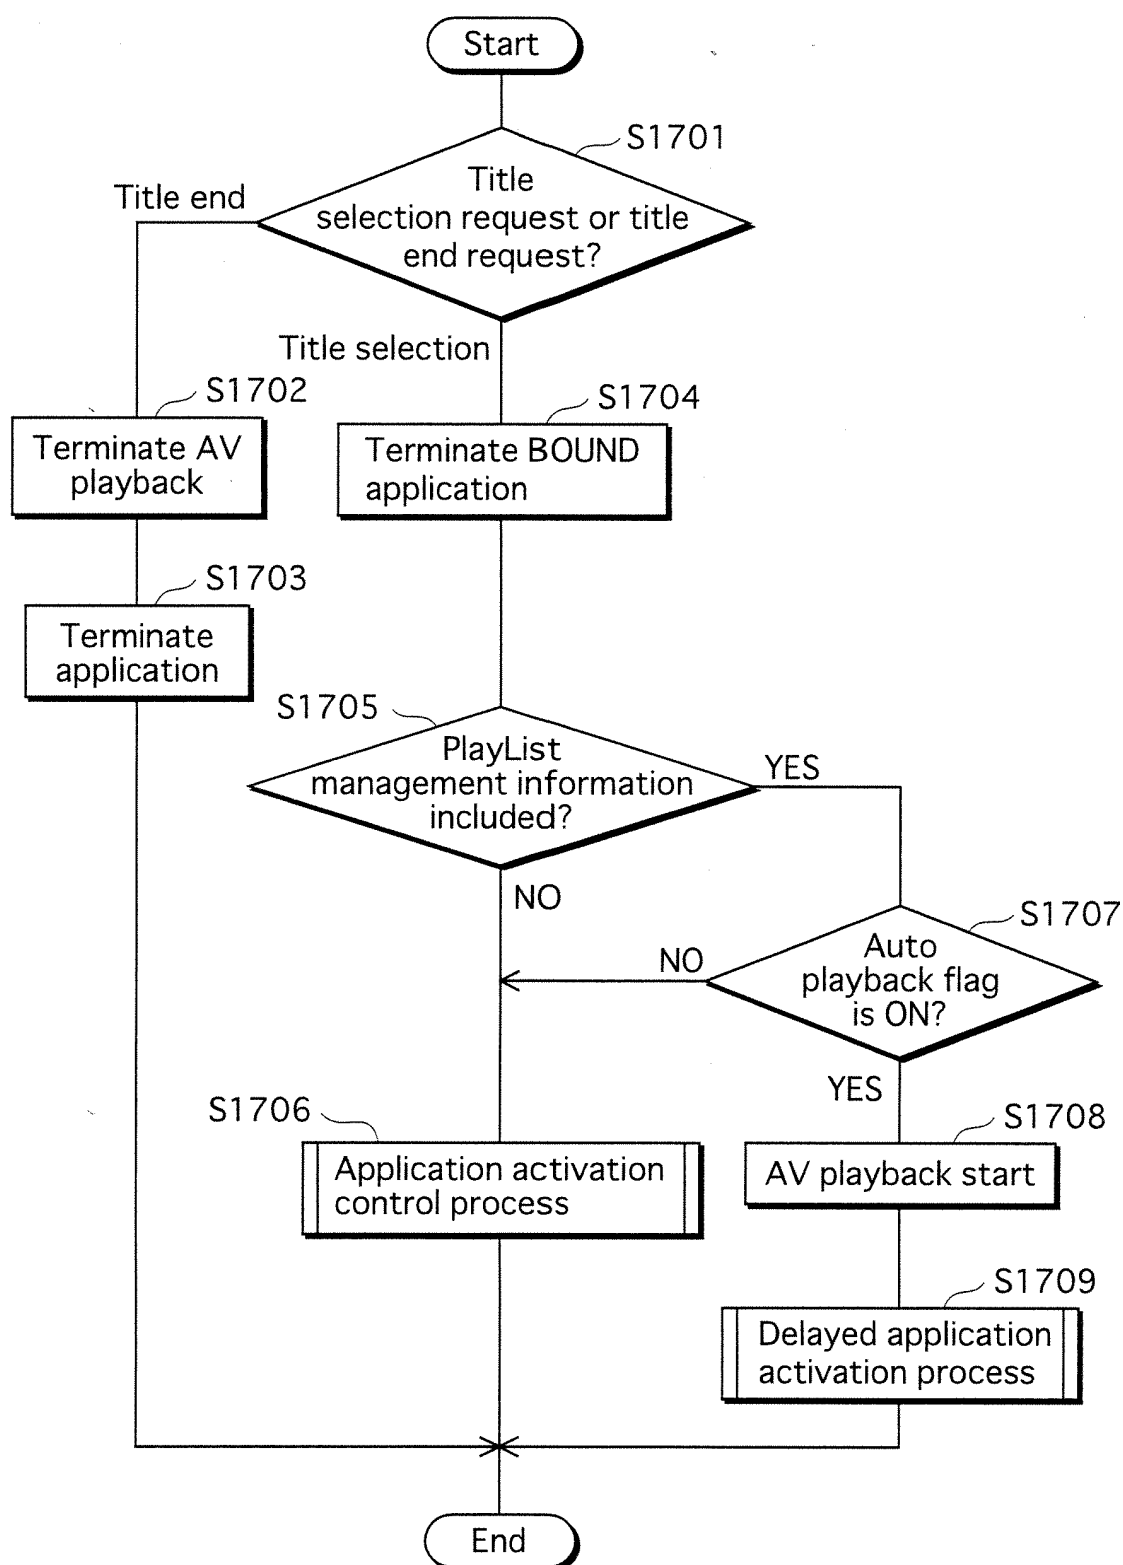 Start
S1701
Title
selection request or title
end request?
Title end
Title selection
S1702
Terminate AV
playback
S1704
Terminate BOUND
application
S1703
Terminate
application
S1705
PlayList
management information
included?
YES
NO
S1707
Auto
playback flag
is ON?
NO
YES
S1706
Application activation
control process
S1708
AV playback start
S1709
Delayed application
activation process
End